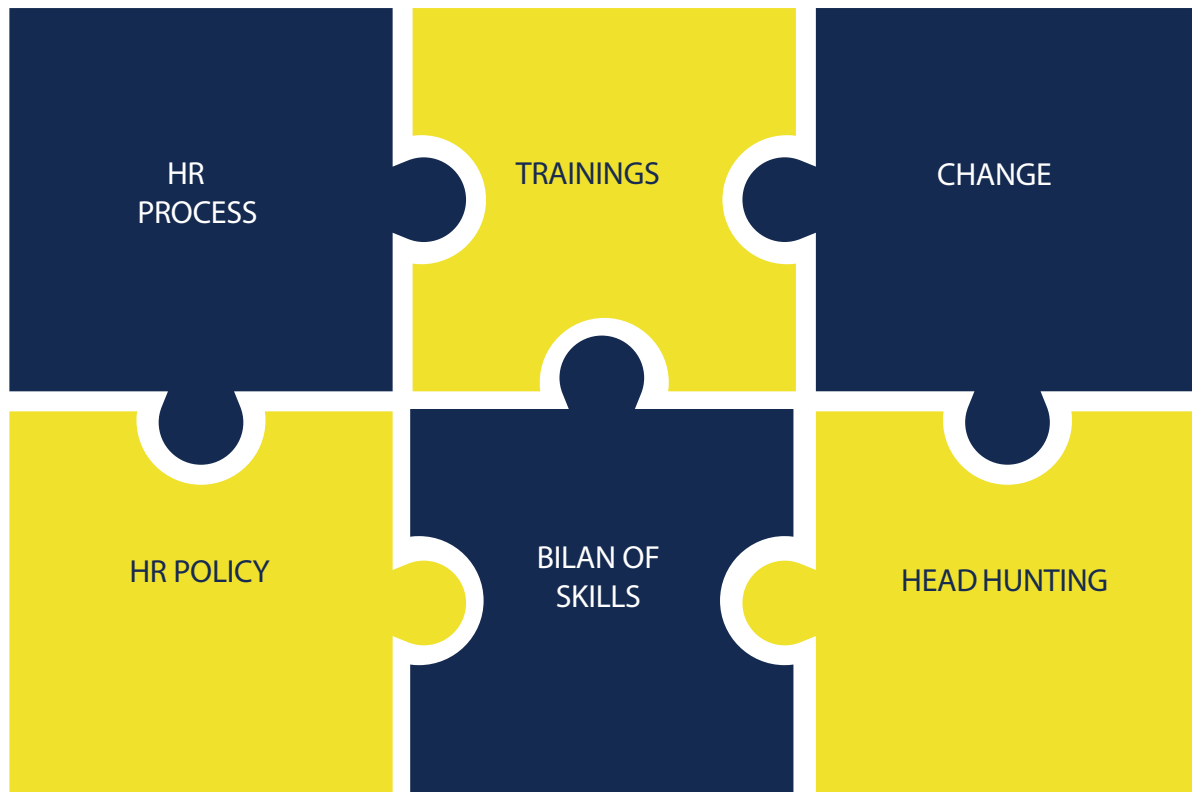 HR
PROCESS
TRAININGS
CHANGE
HR POLICY
BILAN OF
SKILLS
HEAD HUNTING